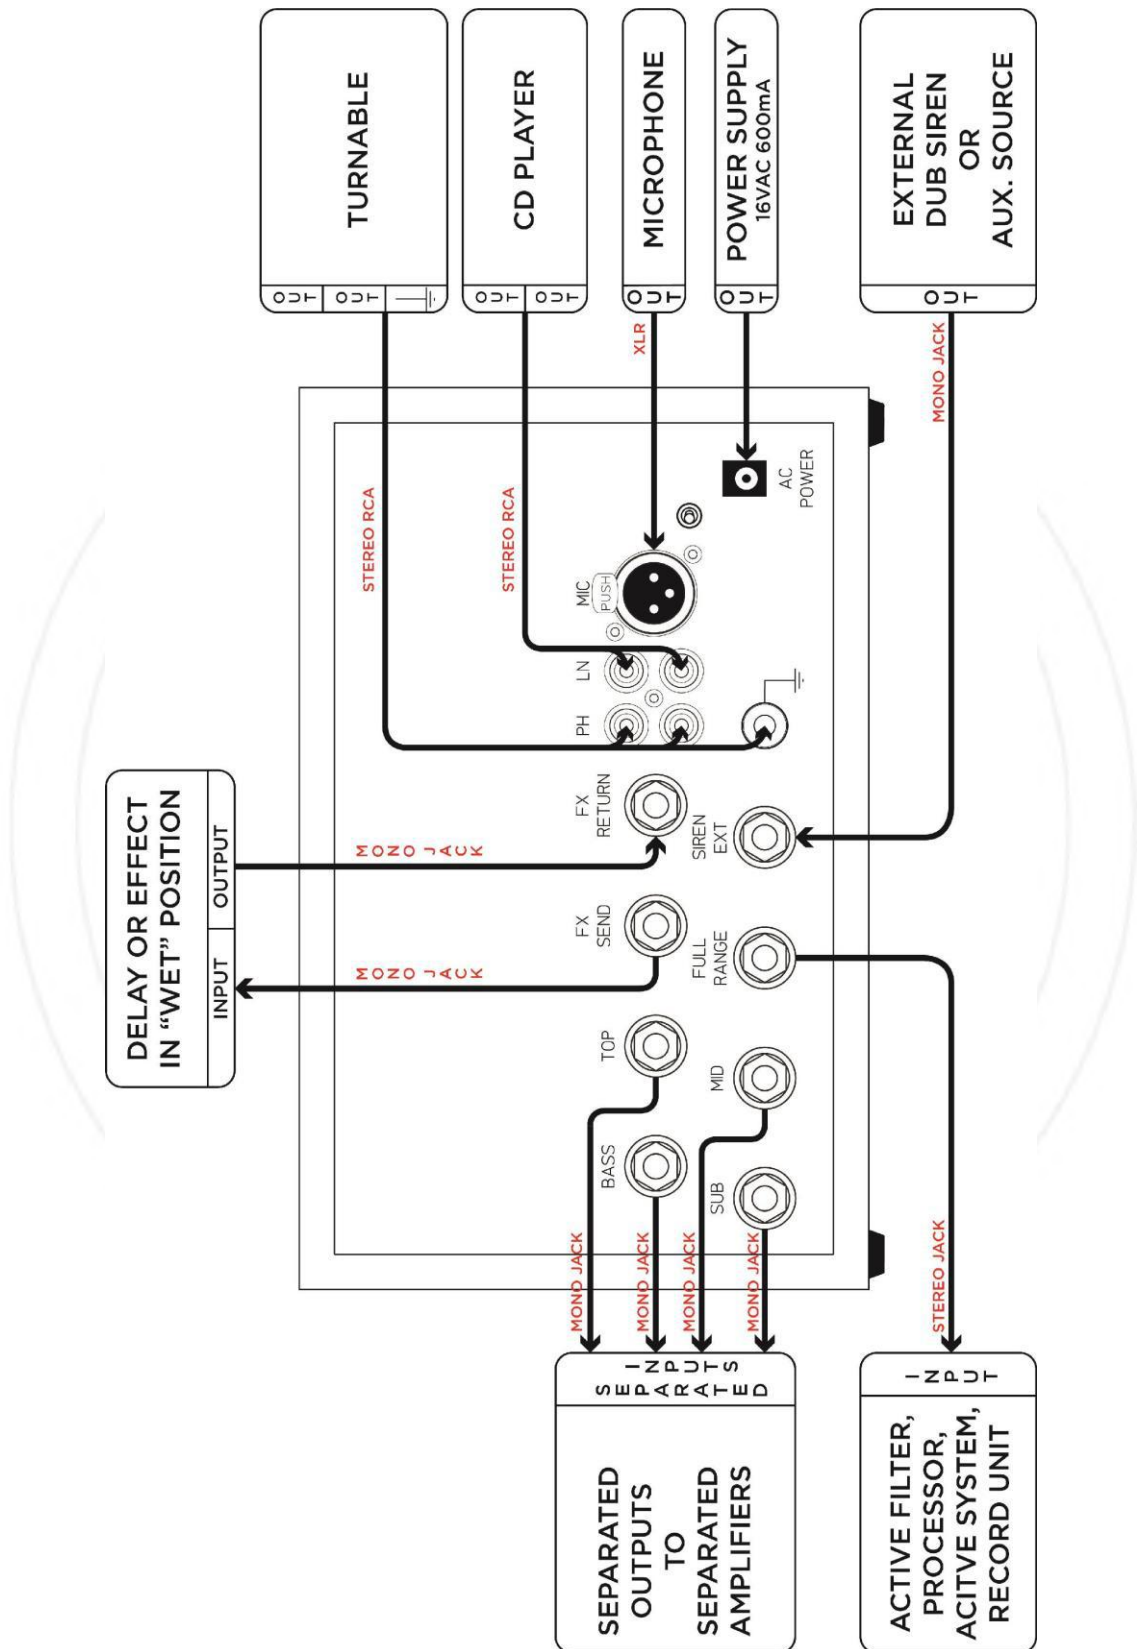 TURNABLE
OUT
OUT
CD PLAYER
OUT
OUT
MICROPHONE
OUT
POWER SUPPLY
16VAC 600mA
OUT
EXTERNAL
DUB SIREN
OR
AUX. SOURCE
OUT
STEREO RCA
STEREO RCA
XLR
MONO JACK
MIC
PUSH
LN
PH
AC
POWER
DELAY OR EFFECT
IN “WET” POSITION
INPUT
OUTPUT
MONO JACK
MONO JACK
FX
RETURN
FX
SEND
SIREN
EXT
FULL
RANGE
TOP
MID
BASS
SUB
MONO JACK
MONO JACK
MONO JACK
MONO JACK
STEREO JACK
INPUTS
SEPARATED
SEPARATED
OUTPUTS
TO
SEPARATED
AMPLIFIERS
INPUT
ACTIVE FILTER,
PROCESSOR,
ACITVE SYSTEM,
RECORD UNIT